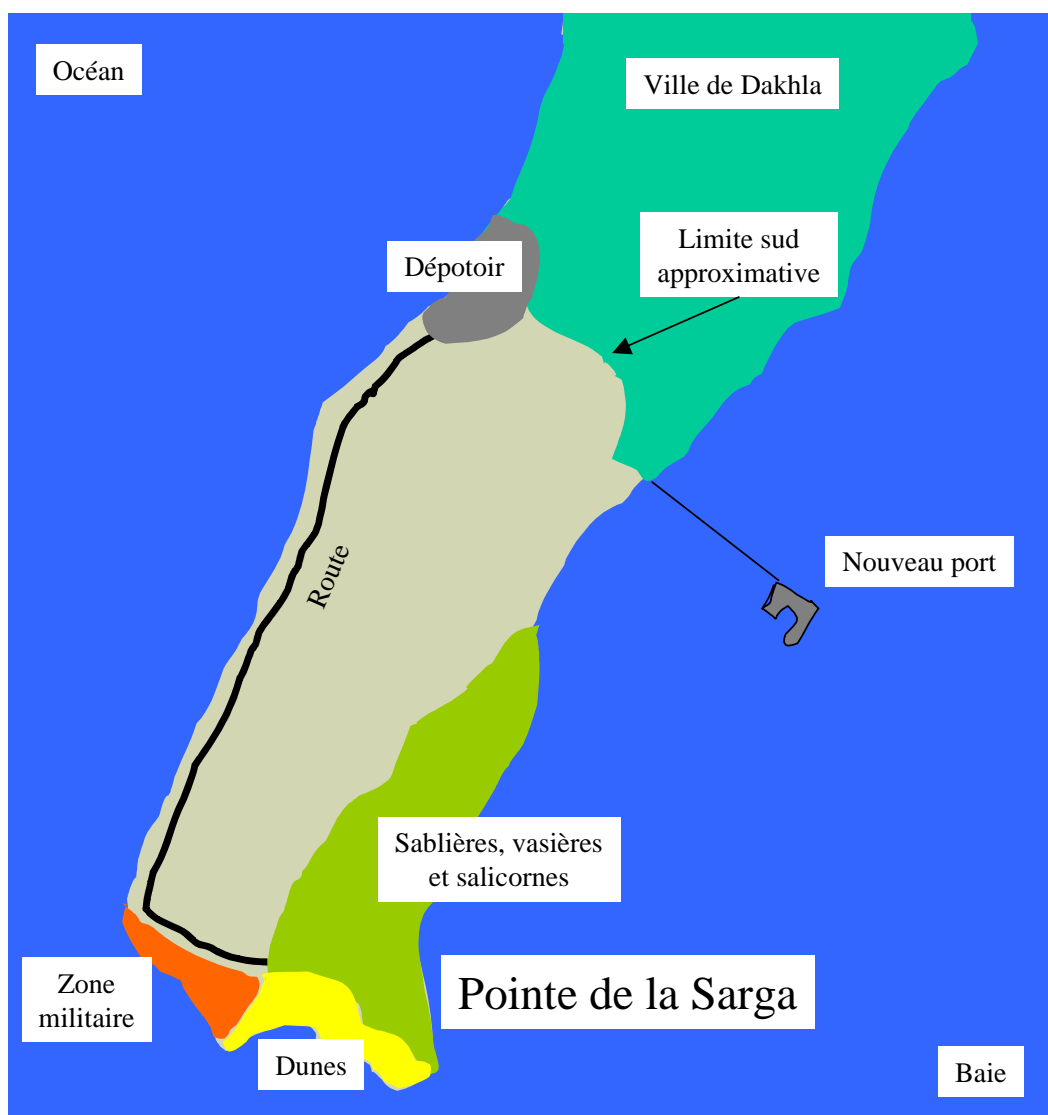 Océan
Ville de Dakhla
Limite sud
approximative
Dépotoir
Nouveau port
Route
Sablières, vasières
et salicornes
Zone
militaire
Pointe de la Sarga
Dunes
Baie